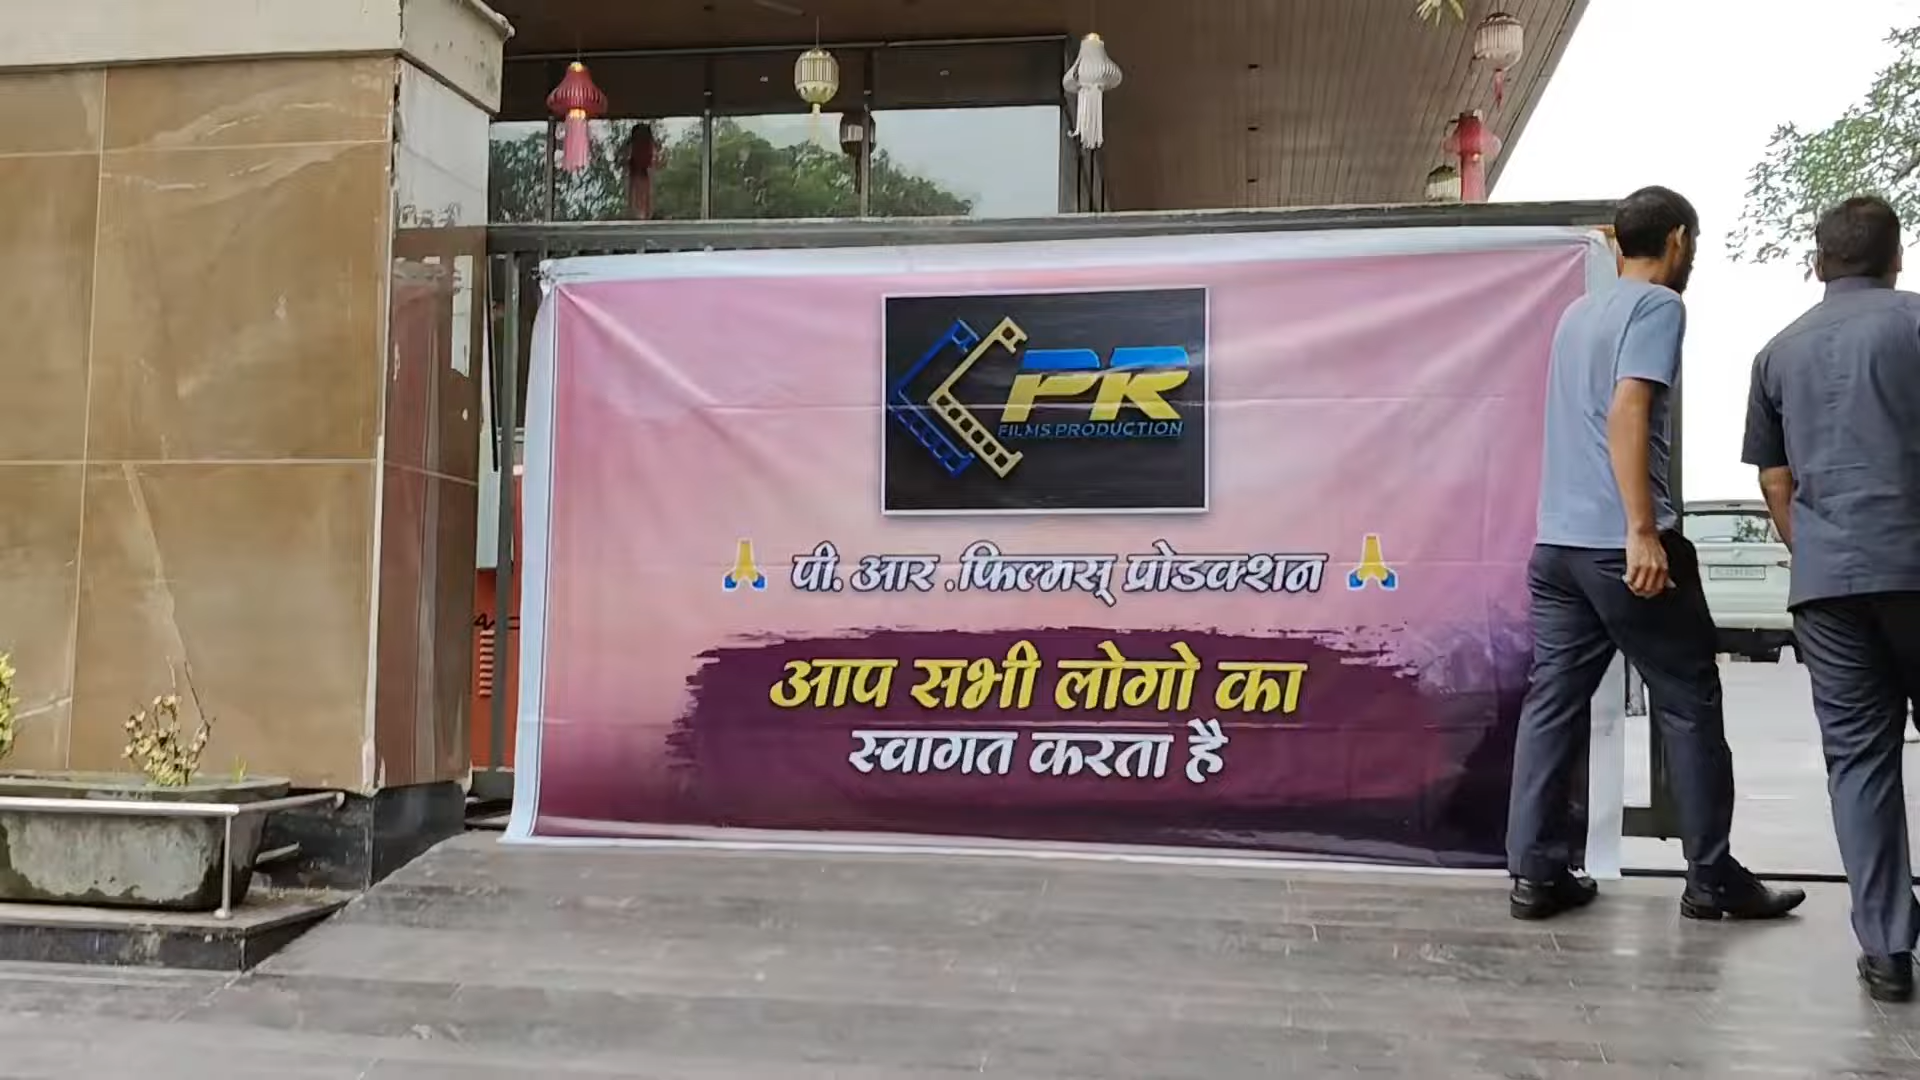 PR
FILMS PRODUCTION
पी. आर .फिल्मस् प्रोडक्शन
आप सभी लोगो का
स्वागत करता है